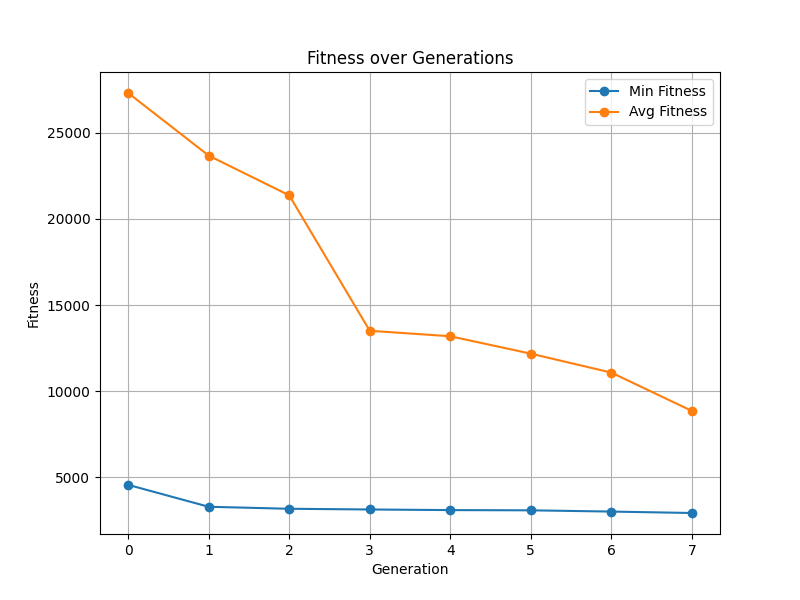 Fitness over Generations
Min Fitness
Avg Fitness
25000
20000
15000
10000
5000
Fitness
0 1 2 3 4 5 6 7
Generation